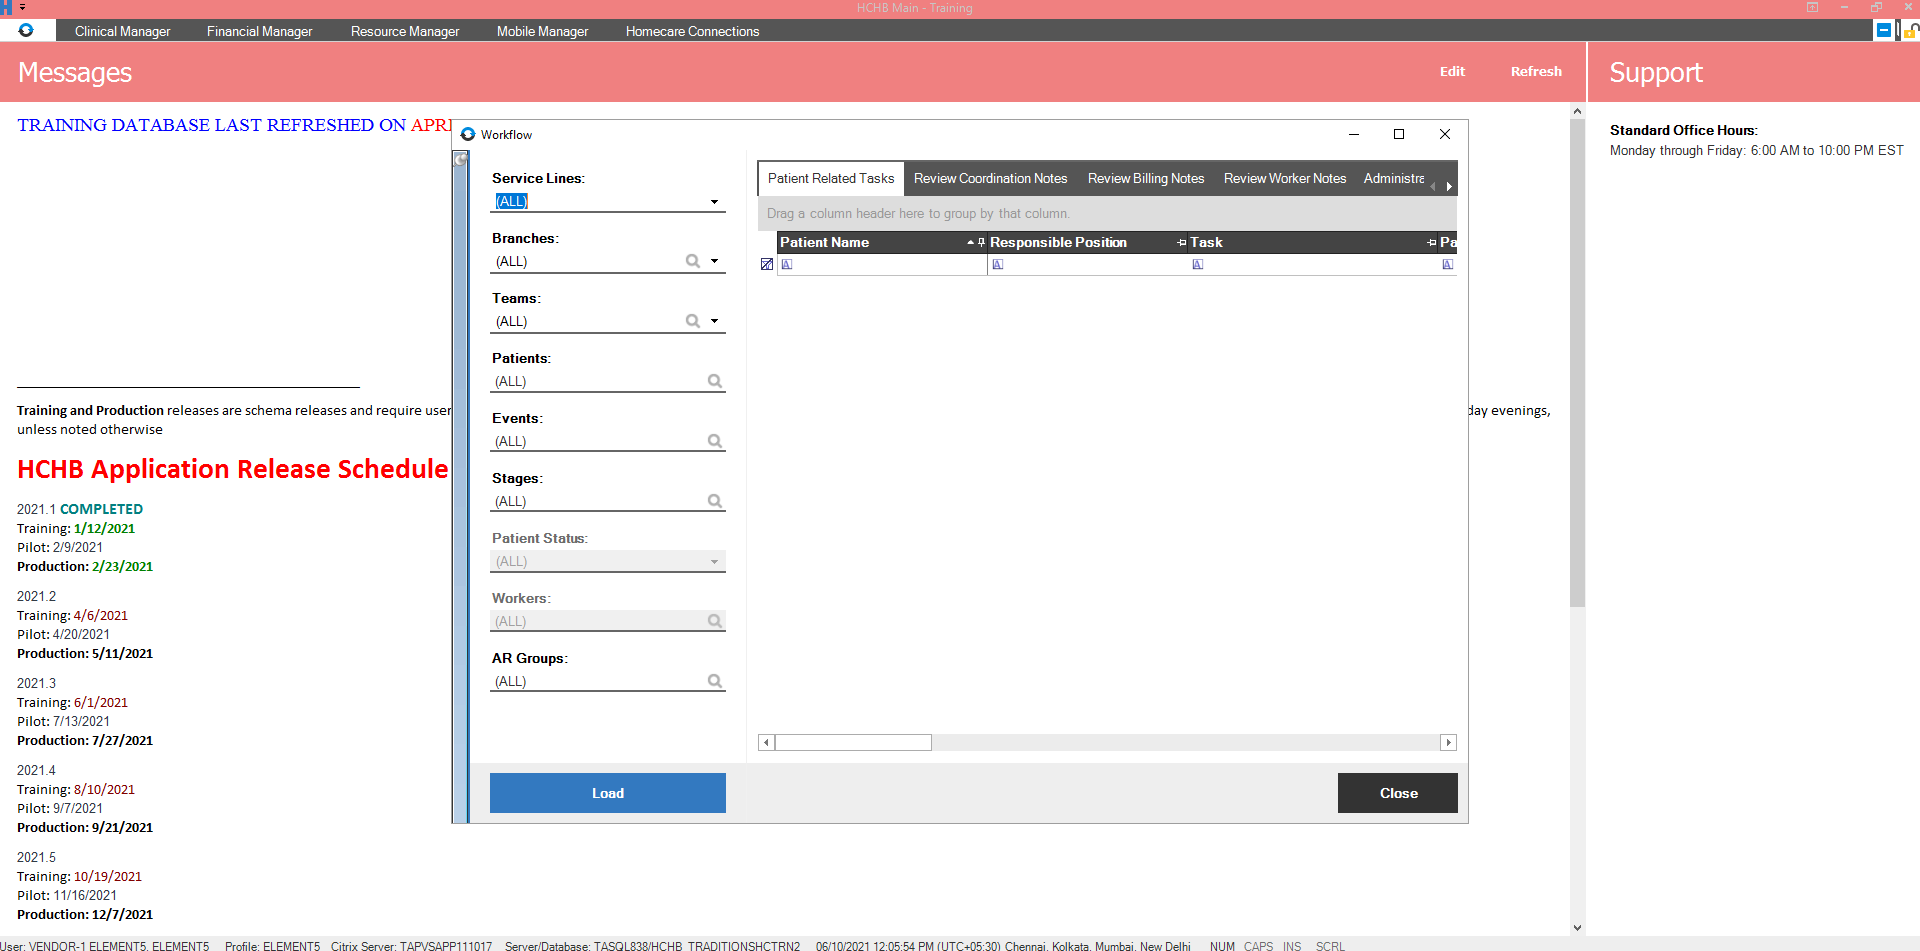 HCHB Main - Training
Clinical Manager Financial Manager Resource Manager Mobile Manager Homecare Connections
Messages Edit Refresh Support
TRAINING DATABASE LAST REFRESHED ON APRI
Standard Office Hours:
Monday through Friday: 6:00 AM to 10:00 PM EST
Workflow
Service Lines:
(ALL)
Branches:
(ALL)
Teams:
(ALL)
Patients:
(ALL)
Events:
(ALL)
Stages:
(ALL)
Patient Status:
(ALL)
Workers:
(ALL)
AR Groups:
(ALL)
Load
Patient Related Tasks Review Coordination Notes Review Billing Notes Review Worker Notes Administra
Drag a column header here to group by that column.
Patient Name Responsible Position Task Pa
Close
Training and Production releases are schema releases and require user
day evenings,
unless noted otherwise
HCHB Application Release Schedule
2021.1 COMPLETED
Training: 1/12/2021
Pilot: 2/9/2021
Production: 2/23/2021
2021.2
Training: 4/6/2021
Pilot: 4/20/2021
Production: 5/11/2021
2021.3
Training: 6/1/2021
Pilot: 7/13/2021
Production: 7/27/2021
2021.4
Training: 8/10/2021
Pilot: 9/7/2021
Production: 9/21/2021
2021.5
Training: 10/19/2021
Pilot: 11/16/2021
Production: 12/7/2021
User: VENDOR-1 ELEMENT5, ELEMENT5 Profile: ELEMENT5 Citrix Server: TAPVSAPP111017 Server/Database: TASQL838/HCHB_TRADITIONSHCTRN2 06/10/2021 12:05:54 PM (UTC+05:30) Chennai, Kolkata, Mumbai, New Delhi NUM CAPS INS SCRL